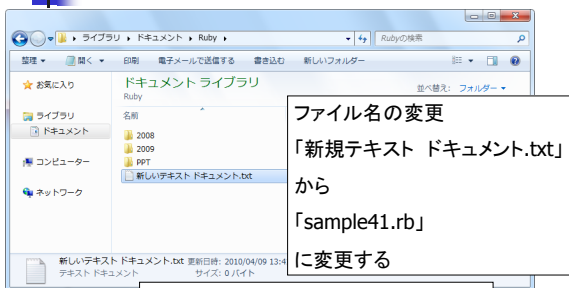 ライブラリ ▸ ドキュメント ▸ Ruby ▸
Rubyの検索
整理 ▼ 開く ▼ 印刷 電子メールで送信する 書き込む 新しいフォルダー
お気に入り
ライブラリ
ドキュメント
コンピューター
ネットワーク
ドキュメント ライブラリ
Ruby
並べ替え: フォルダー ▼
名前
2008
2009
PPT
新しいテキスト ドキュメント.txt
ファイル名の変更
「新規テキスト ドキュメント.txt」
から
「sample41.rb」
に変更する
新しいテキスト ドキュメント.txt 更新日時: 2010/04/09 13:4
テキスト ドキュ
サイズ: 0 バイト